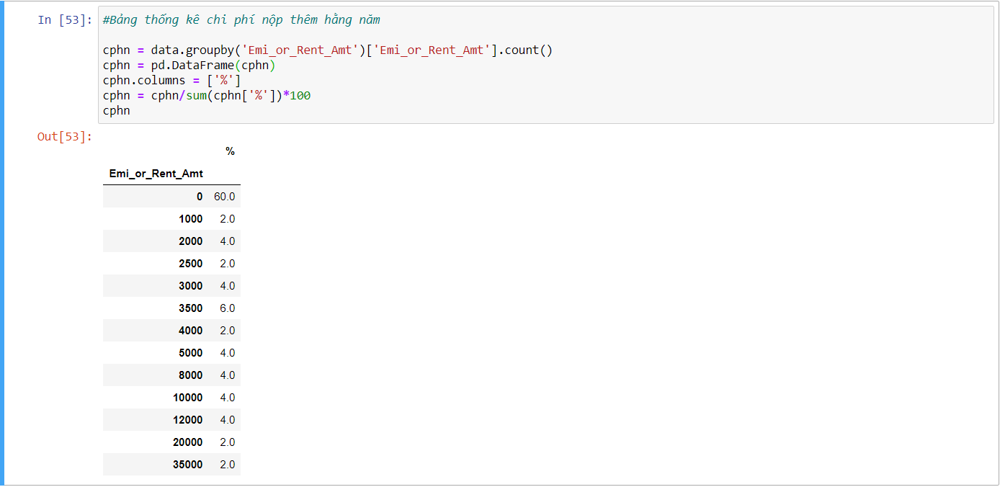 In [53]: #Bảng thống kê chi phí nộp thêm hằng năm
cphn = data.groupby('Emi_or_Rent_Amt')['Emi_or_Rent_Amt'].count()
cphn = pd.DataFrame(cphn)
cphn.columns = ['%']
cphn = cphn/sum(cphn['%'])*100
cphn
Out[53]:
%
Emi_or_Rent_Amt
0 60.0
1000 2.0
2000 4.0
2500 2.0
3000 4.0
3500 6.0
4000 2.0
5000 4.0
8000 4.0
10000 4.0
12000 4.0
20000 2.0
35000 2.0